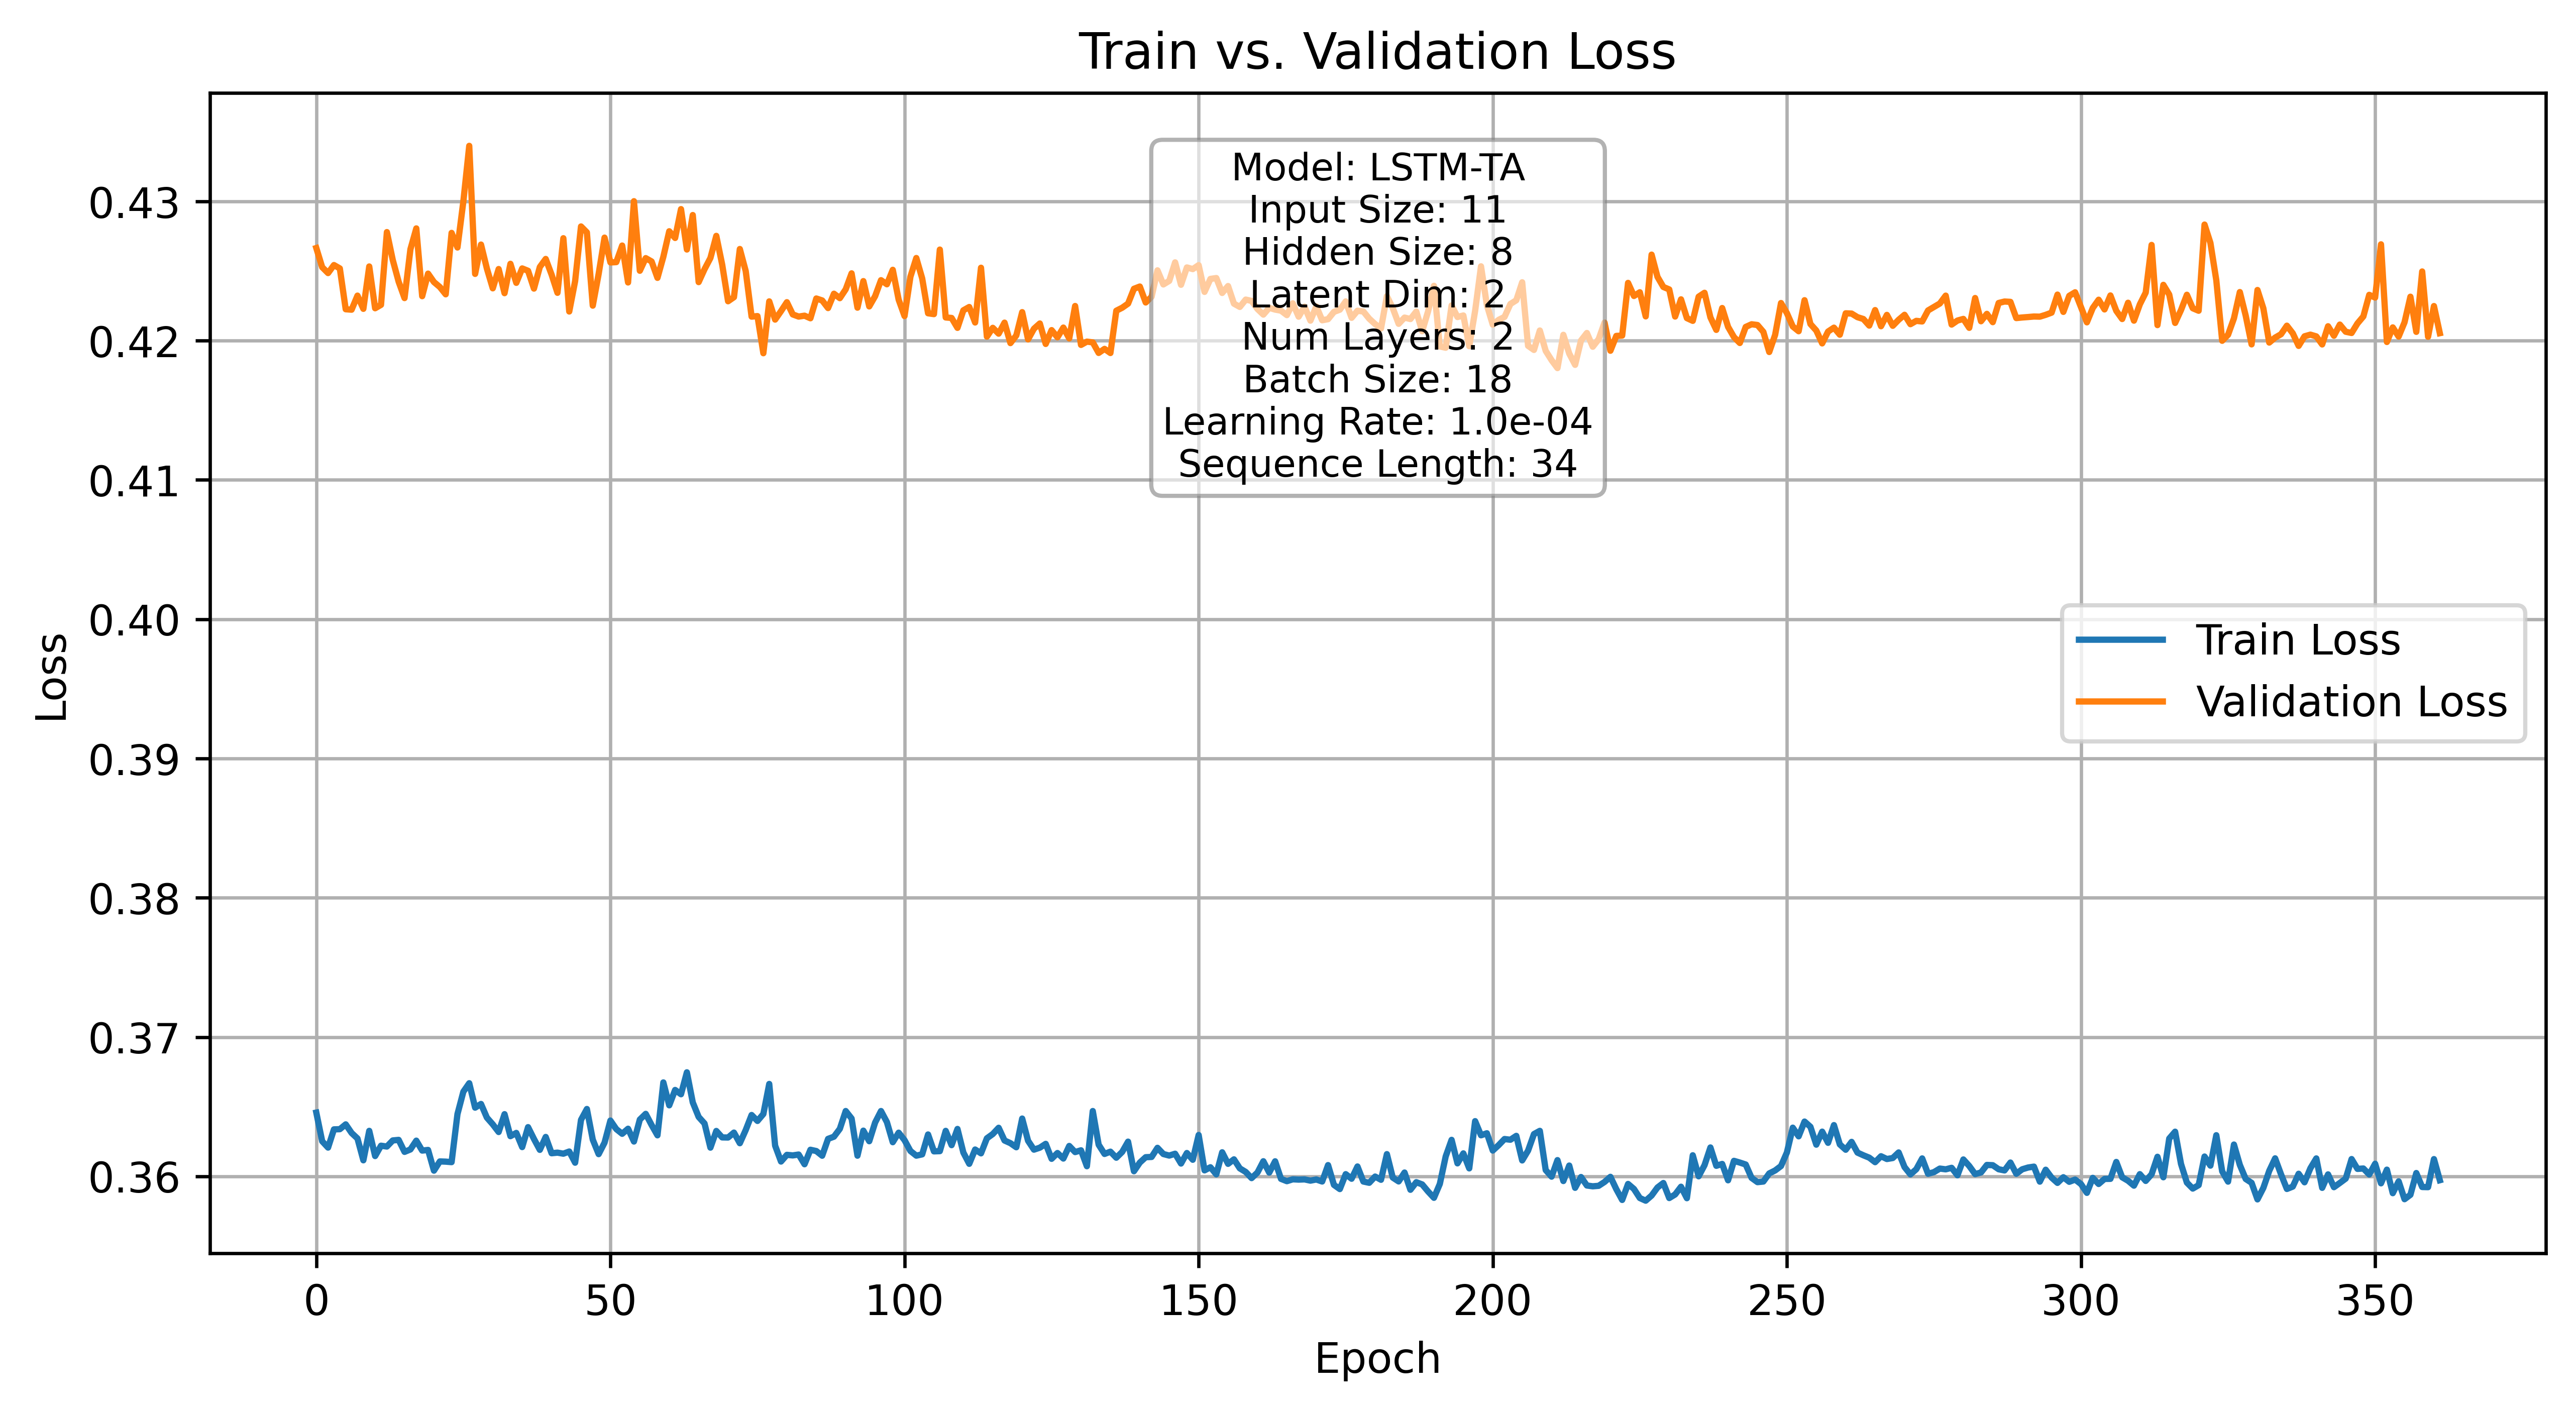 Train vs. Validation Loss
Model: LSTM-TA
Input Size: 11
Hidden Size: 8
Latent Dim: 2
Num Layers: 2
Batch Size: 18
Learning Rate: 1.0e-04
Sequence Length: 34
0.43
0.42
0.41
0.40
0.39
0.38
0.37
0.36
Loss
Train Loss
Validation Loss
0 50 100 150 200 250 300 350
Epoch